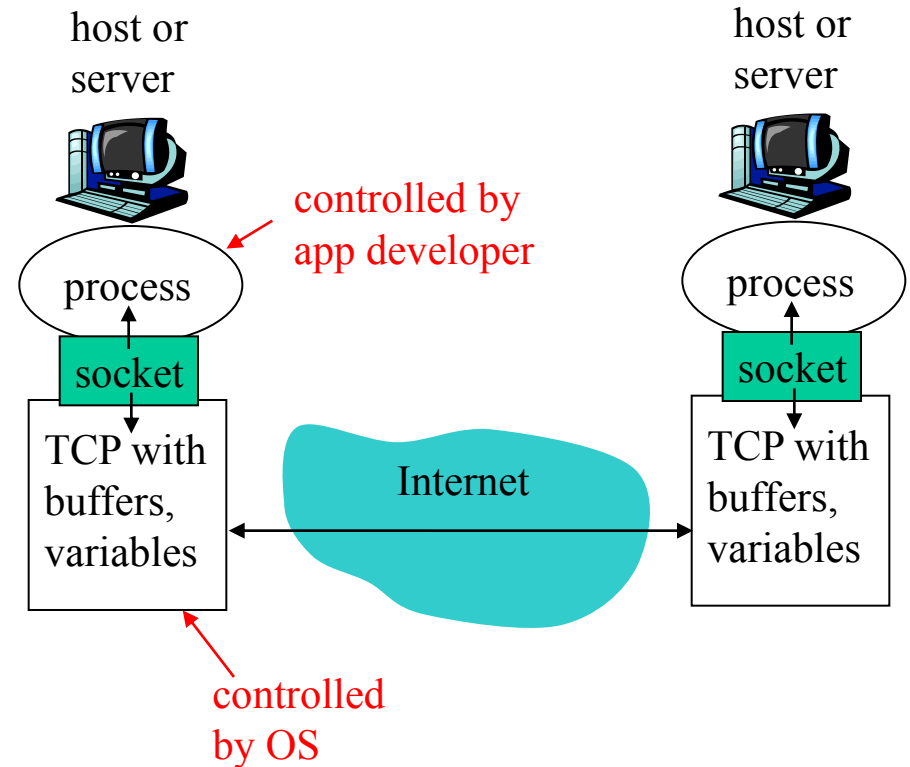 host or
server
host or
server
controlled by
app developer
process
process
socket
socket
TCP with
buffers,
variables
Internet
TCP with
buffers,
variables
controlled
by OS